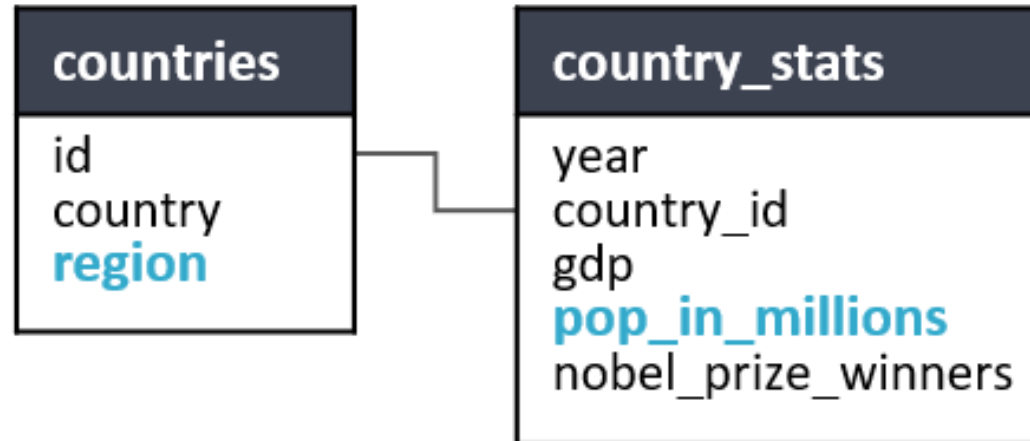 countries
id
country
region
country_stats
year
country_id
gdp
pop_in_millions
nobel_prize_winners